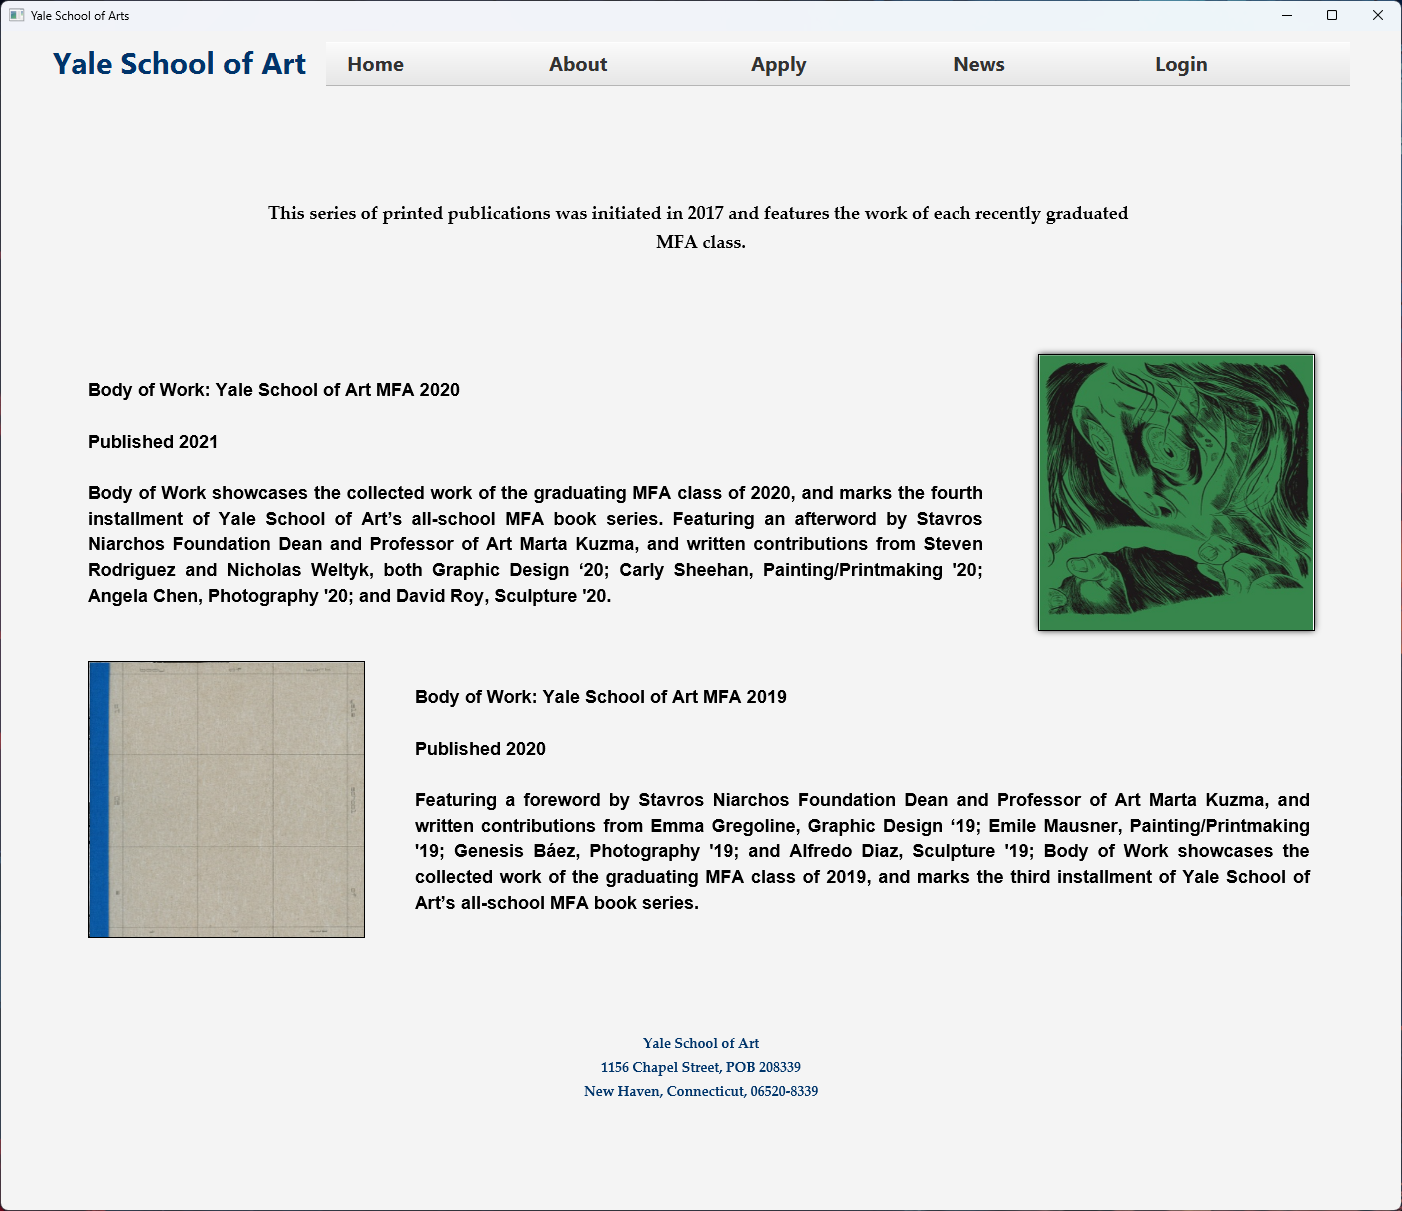 Yale School of Arts
Yale School of Art
Home
About
Apply
News
Login
This series of printed publications was initiated in 2017 and features the work of each recently graduated
MFA class.
Body of Work: Yale School of Art MFA 2020
Published 2021
Body of Work showcases the collected work of the graduating MFA class of 2020, and marks the fourth
installment of Yale School of Art’s all-school MFA book series. Featuring an afterword by Stavros
Niarchos Foundation Dean and Professor of Art Marta Kuzma, and written contributions from Steven
Rodriguez and Nicholas Weltyk, both Graphic Design ‘20; Carly Sheehan, Painting/Printmaking '20;
Angela Chen, Photography '20; and David Roy, Sculpture '20.
Body of Work: Yale School of Art MFA 2019
Published 2020
Featuring a foreword by Stavros Niarchos Foundation Dean and Professor of Art Marta Kuzma, and
written contributions from Emma Gregoline, Graphic Design ‘19; Emile Mausner, Painting/Printmaking
'19; Genesis Báez, Photography '19; and Alfredo Diaz, Sculpture '19; Body of Work showcases the
collected work of the graduating MFA class of 2019, and marks the third installment of Yale School of
Art’s all-school MFA book series.
Yale School of Art
1156 Chapel Street, POB 208339
New Haven, Connecticut, 06520-8339